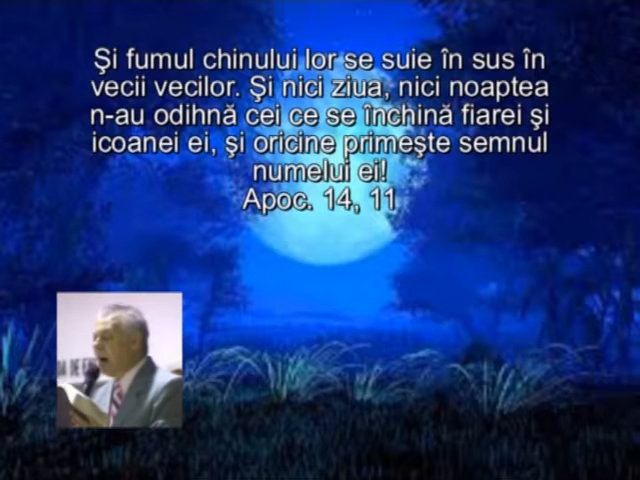 Şi fumul chinului lor se suie în sus în
vecii vecilor. Şi nici ziua, nici noaptea
n-au odihnă cei ce se închină fiarei şi
icoanei ei, şi oricine primeşte semnul
numelui ei!
Apoc. 14, 11